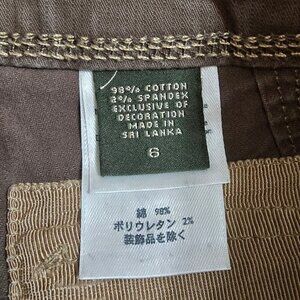 98% COTTON
2% SPANDEX
EXCLUSIVE OF
DECORATION
MADE IN
SRI LANKA
6
綿 98%
ポリウレタン 2%
装飾品を除く